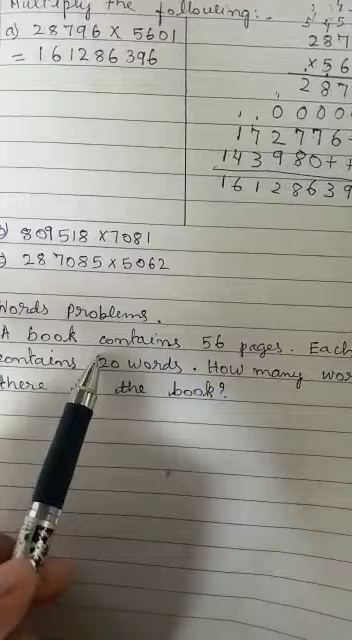 Multiply the following:-
a) 28796 × 5601
= 161286396
287
× 56
287
0000
172776
143980++
16128639
) 809518 × 7081
) 287085 × 5062
Words Problems.
A book contains 56 pages. Each
contains 20 words. How many wor
there the book?